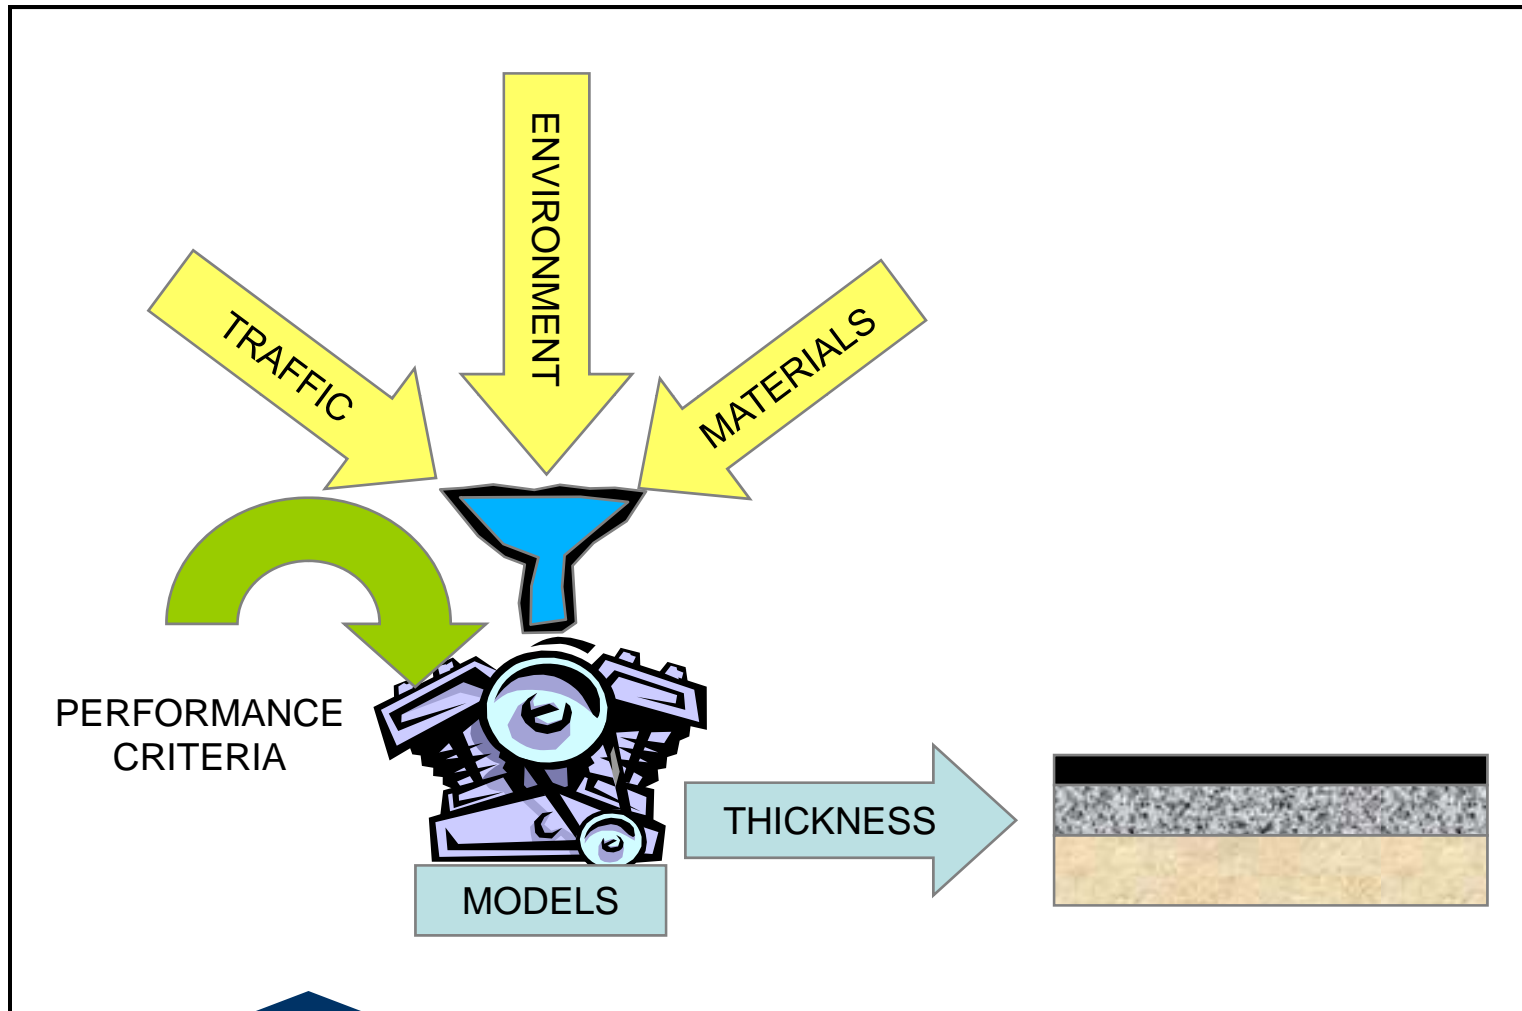 ENVIRONMENT
TRAFFIC
MATERIALS
PERFORMANCE
CRITERIA
THICKNESS
MODELS